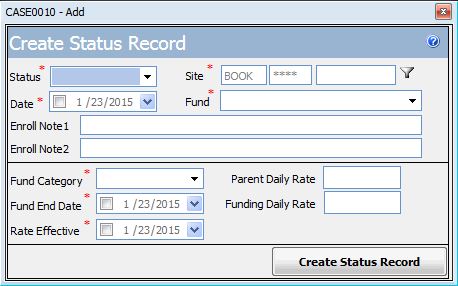 CASE0010 - Add
Create Status Record
Status* Site* BOOK ****
Date* 1 /23/2015 Fund*
Enroll Note1
Enroll Note2
Fund Category* Parent Daily Rate
Fund End Date* 1 /23/2015 Funding Daily Rate
Rate Effective* 1 /23/2015
Create Status Record